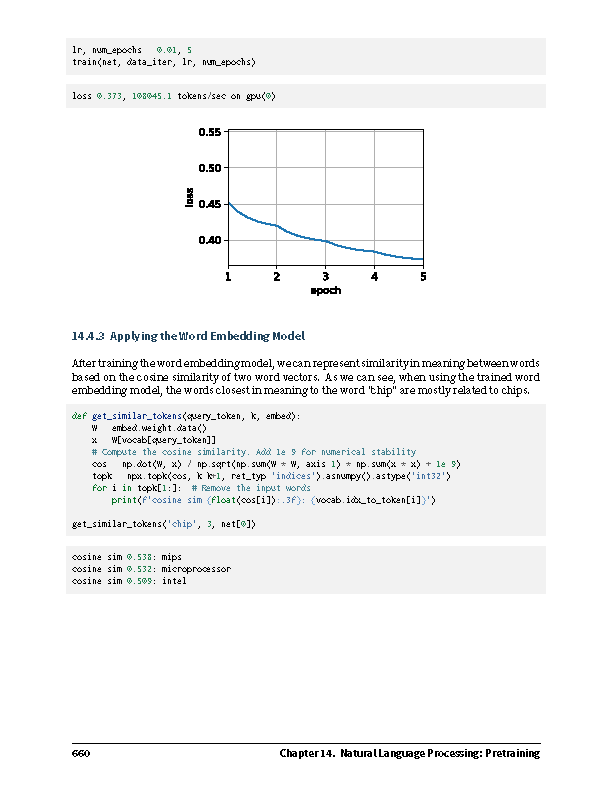 lr, num_epochs 0.01, 5
train(net, data_iter, lr, num_epochs)
loss 0.373, 108045.1 tokens/sec on gpu(0)
0.55
0.50
0.45
0.40
loss
1 2 3 4 5
epoch
14.4.3 Applying the Word Embedding Model
After training the word embedding model, we can represent similarity in meaning between words
based on the cosine similarity of two word vectors. As we can see, when using the trained word
embedding model, the words closest in meaning to the word "chip" are mostly related to chips.
def get_similar_tokens(query_token, k, embed):
W embed.weight.data()
x W[vocab[query_token]]
# Compute the cosine similarity. Add 1e 9 for numerical stability
cos np.dot(W, x) / np.sqrt(np.sum(W * W, axis 1) * np.sum(x * x) + 1e 9)
topk npx.topk(cos, k k+1, ret_typ 'indices').asnumpy().astype('int32')
for i in topk[1:]: # Remove the input words
print(f'cosine sim {float(cos[i]):.3f}: {vocab.idx_to_token[i]}')
get_similar_tokens('chip', 3, net[0])
cosine sim 0.538: mips
cosine sim 0.532: microprocessor
cosine sim 0.509: intel
660 Chapter 14. Natural Language Processing: Pretraining